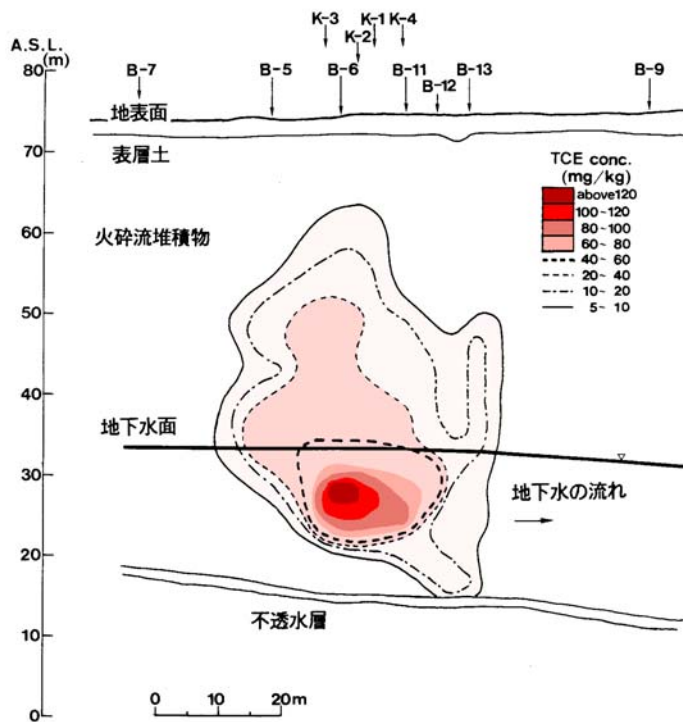 K-3 K-1 K-4
K-2
A.S.L.
(m)
80
B-7 B-5 B-6 B-11 B-13 B-9
B-12
地表面
70
表層土
TCE conc.
(mg/kg)
above120
100~120
80~100
60~80
40~60
20~40
10~20
5~10
60
火砕流堆積物
50
40
地下水面
30
地下水の流れ
20
不透水層
10
0
0 10 20m